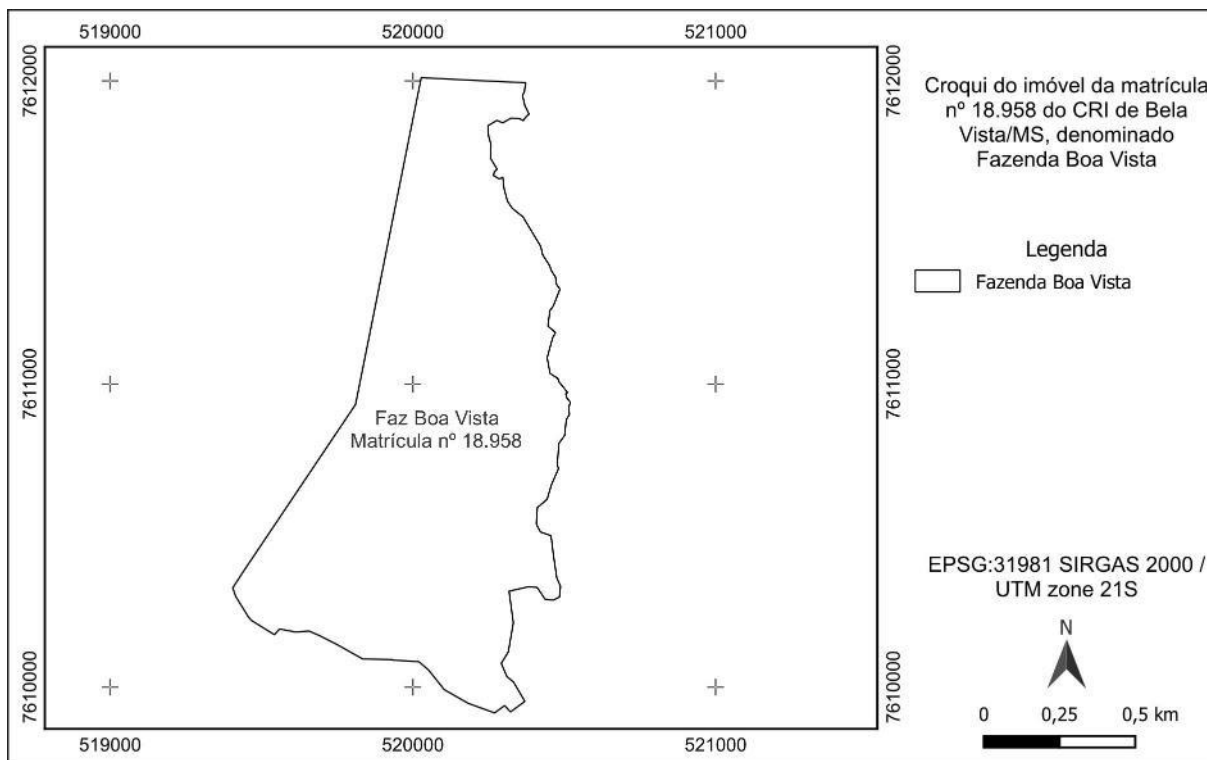 519000
520000
521000
7612000
7612000
7611000
7611000
7610000
7610000
Faz Boa Vista
Matrícula nº 18.958
519000
520000
521000
Croqui do imóvel da matrícula
nº 18.958 do CRI de Bela
Vista/MS, denominado
Fazenda Boa Vista
Legenda
Fazenda Boa Vista
EPSG:31981 SIRGAS 2000 /
UTM zone 21S
N
0 0,25 0,5 km